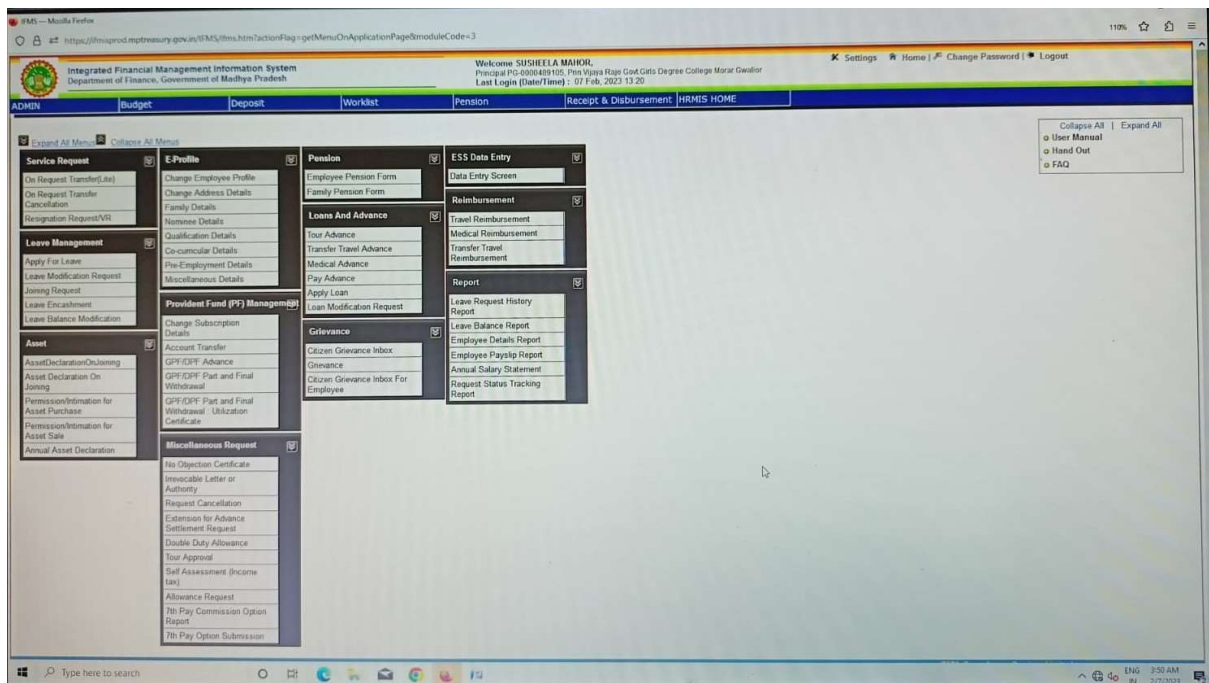 IFMS — Mozilla Firefox
https://ifmisprod.mptreasury.gov.in/IFMS/ifms.htm?actionFlag=getMenuOnApplicationPage&moduleCode=3
110%
Integrated Financial Management Information System
Department of Finance, Government of Madhya Pradesh
Welcome SUSHEELA MAHOR,
Principal PG-0000489105, Prin Vijaya Raje Govt Girls Degree College Morar Gwalior
Last Login (Date/Time) : 07 Feb, 2023 13:20
Settings Home | Change Password | Logout
ADMIN Budget Deposit Worklist Pension Receipt & Disbursement HRMIS HOME
Expand All Menus Collapse All Menus
Collapse All | Expand All
User Manual
Hand Out
FAQ
Service Request
On Request Transfer(Lite)
On Request Transfer
Cancellation
Resignation Request/VR
Leave Management
Apply For Leave
Leave Modification Request
Joining Request
Leave Encashment
Leave Balance Modification
Asset
AssetDeclarationOnJoining
Asset Declaration On
Joining
Permission/Intimation for
Asset Purchase
Permission/Intimation for
Asset Sale
Annual Asset Declaration
E-Profile
Change Employee Profile
Change Address Details
Family Details
Nominee Details
Qualification Details
Co-curricular Details
Pre-Employment Details
Miscellaneous Details
Provident Fund (PF) Management
Change Subscription
Details
Account Transfer
GPF/DPF Advance
GPF/DPF Part and Final
Withdrawal
GPF/DPF Part and Final
Withdrawal Utilization
Certificate
Miscellaneous Request
No Objection Certificate
Irrevocable Letter or
Authority
Request Cancellation
Extension for Advance
Settlement Request
Double Duty Allowance
Tour Approval
Self Assessment (Income
tax)
Allowance Request
7th Pay Commission Option
Report
7th Pay Option Submission
Pension
Employee Pension Form
Family Pension Form
Loans And Advance
Tour Advance
Transfer Travel Advance
Medical Advance
Pay Advance
Apply Loan
Loan Modification Request
Grievance
Citizen Grievance Inbox
Grievance
Citizen Grievance Inbox For
Employee
ESS Data Entry
Data Entry Screen
Reimbursement
Travel Reimbursement
Medical Reimbursement
Transfer Travel
Reimbursement
Report
Leave Request History
Report
Leave Balance Report
Employee Details Report
Employee Payslip Report
Annual Salary Statement
Request Status Tracking
Report
Type here to search
ENG 3:50 AM
IN 2/7/2023